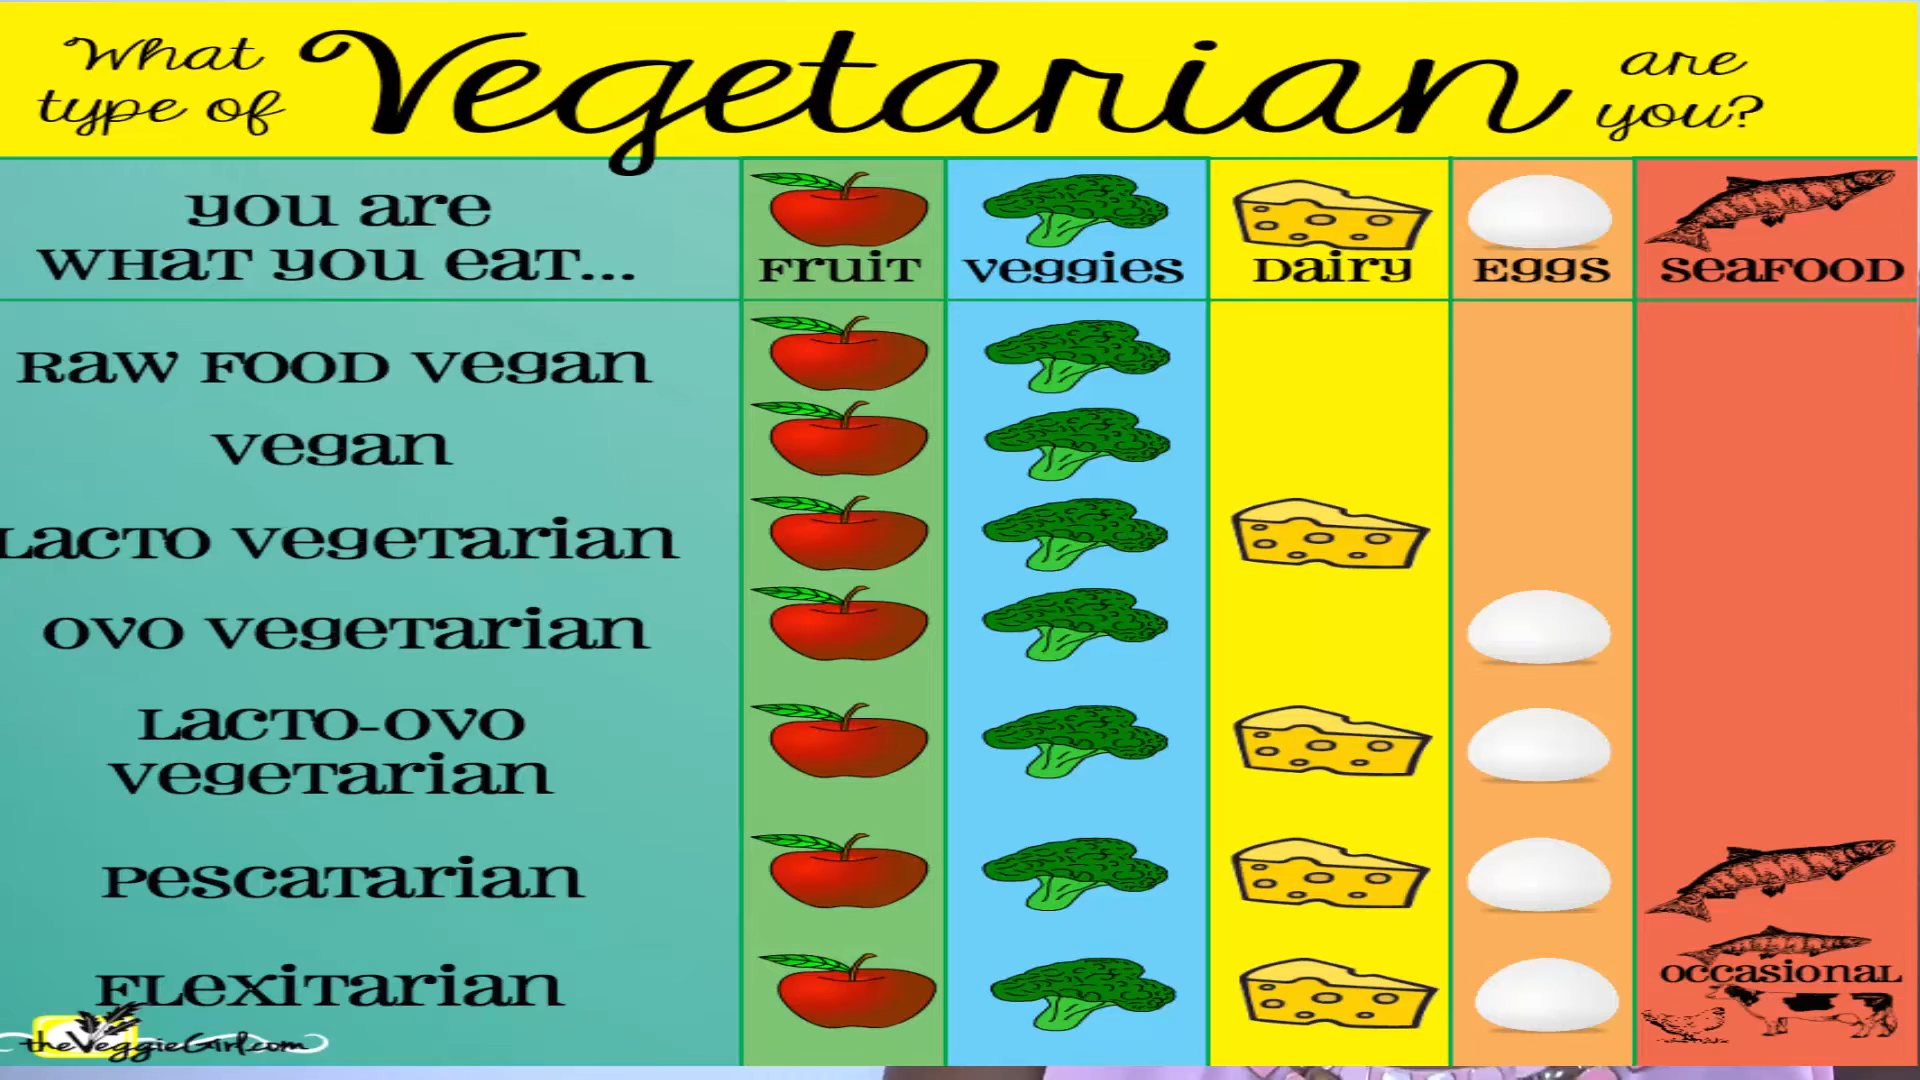 What type of Vegetarian are you?
you are
WHaT you eaT...
FruiT
veggies
Dairy
Eggs
seaFOOD
Raw FOOD vegan
vegan
LacTO vegeTarian
OVO vegeTarian
LacTO-OVO
vegeTarian
PescaTarian
FLexiTarian
Occasional
theVeggieGirl.com